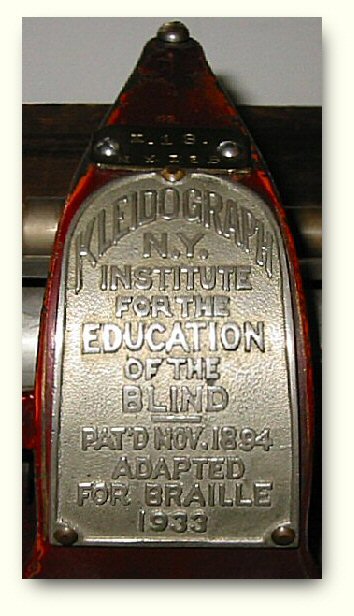 KLEIDOGRAPH
N.Y.
INSTITUTE
FOR THE
EDUCATION
OF THE
BLIND
PAT'D NOV. 1894
ADAPTED
FOR BRAILLE
1933